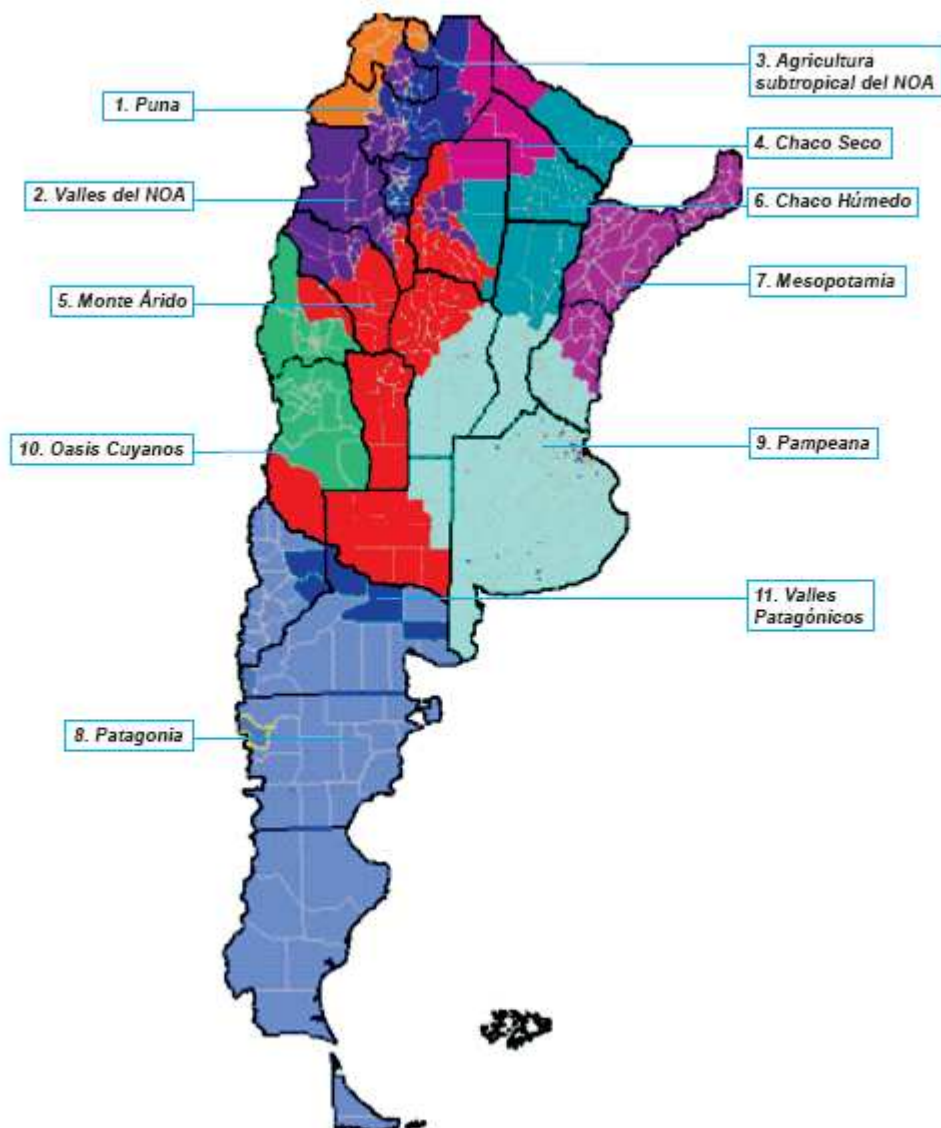 3. Agricultura
subtropical del NOA
1. Puna
4. Chaco Seco
2. Valles del NOA
6. Chaco Húmedo
7. Mesopotamia
5. Monte Árido
10. Oasis Cuyanos
9. Pampeana
11. Valles
Patagónicos
8. Patagonia